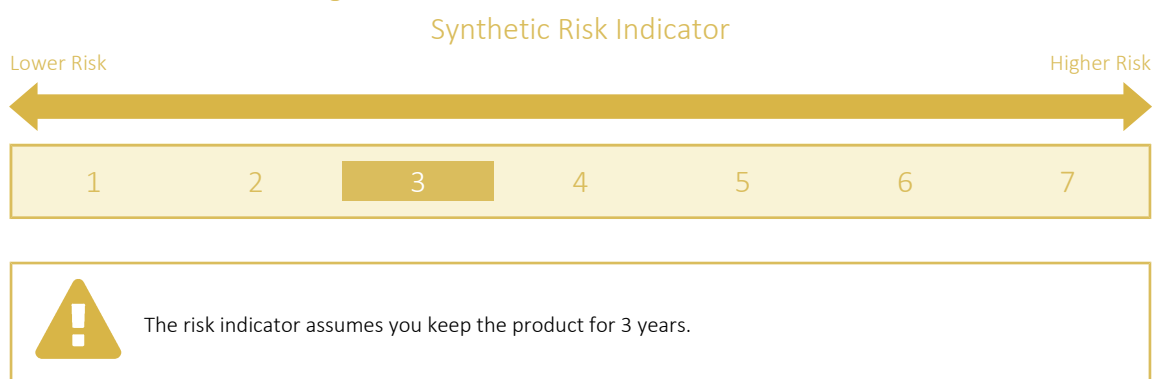 Synthetic Risk Indicator
Lower Risk Higher Risk
1 2 3 4 5 6 7
The risk indicator assumes you keep the product for 3 years.